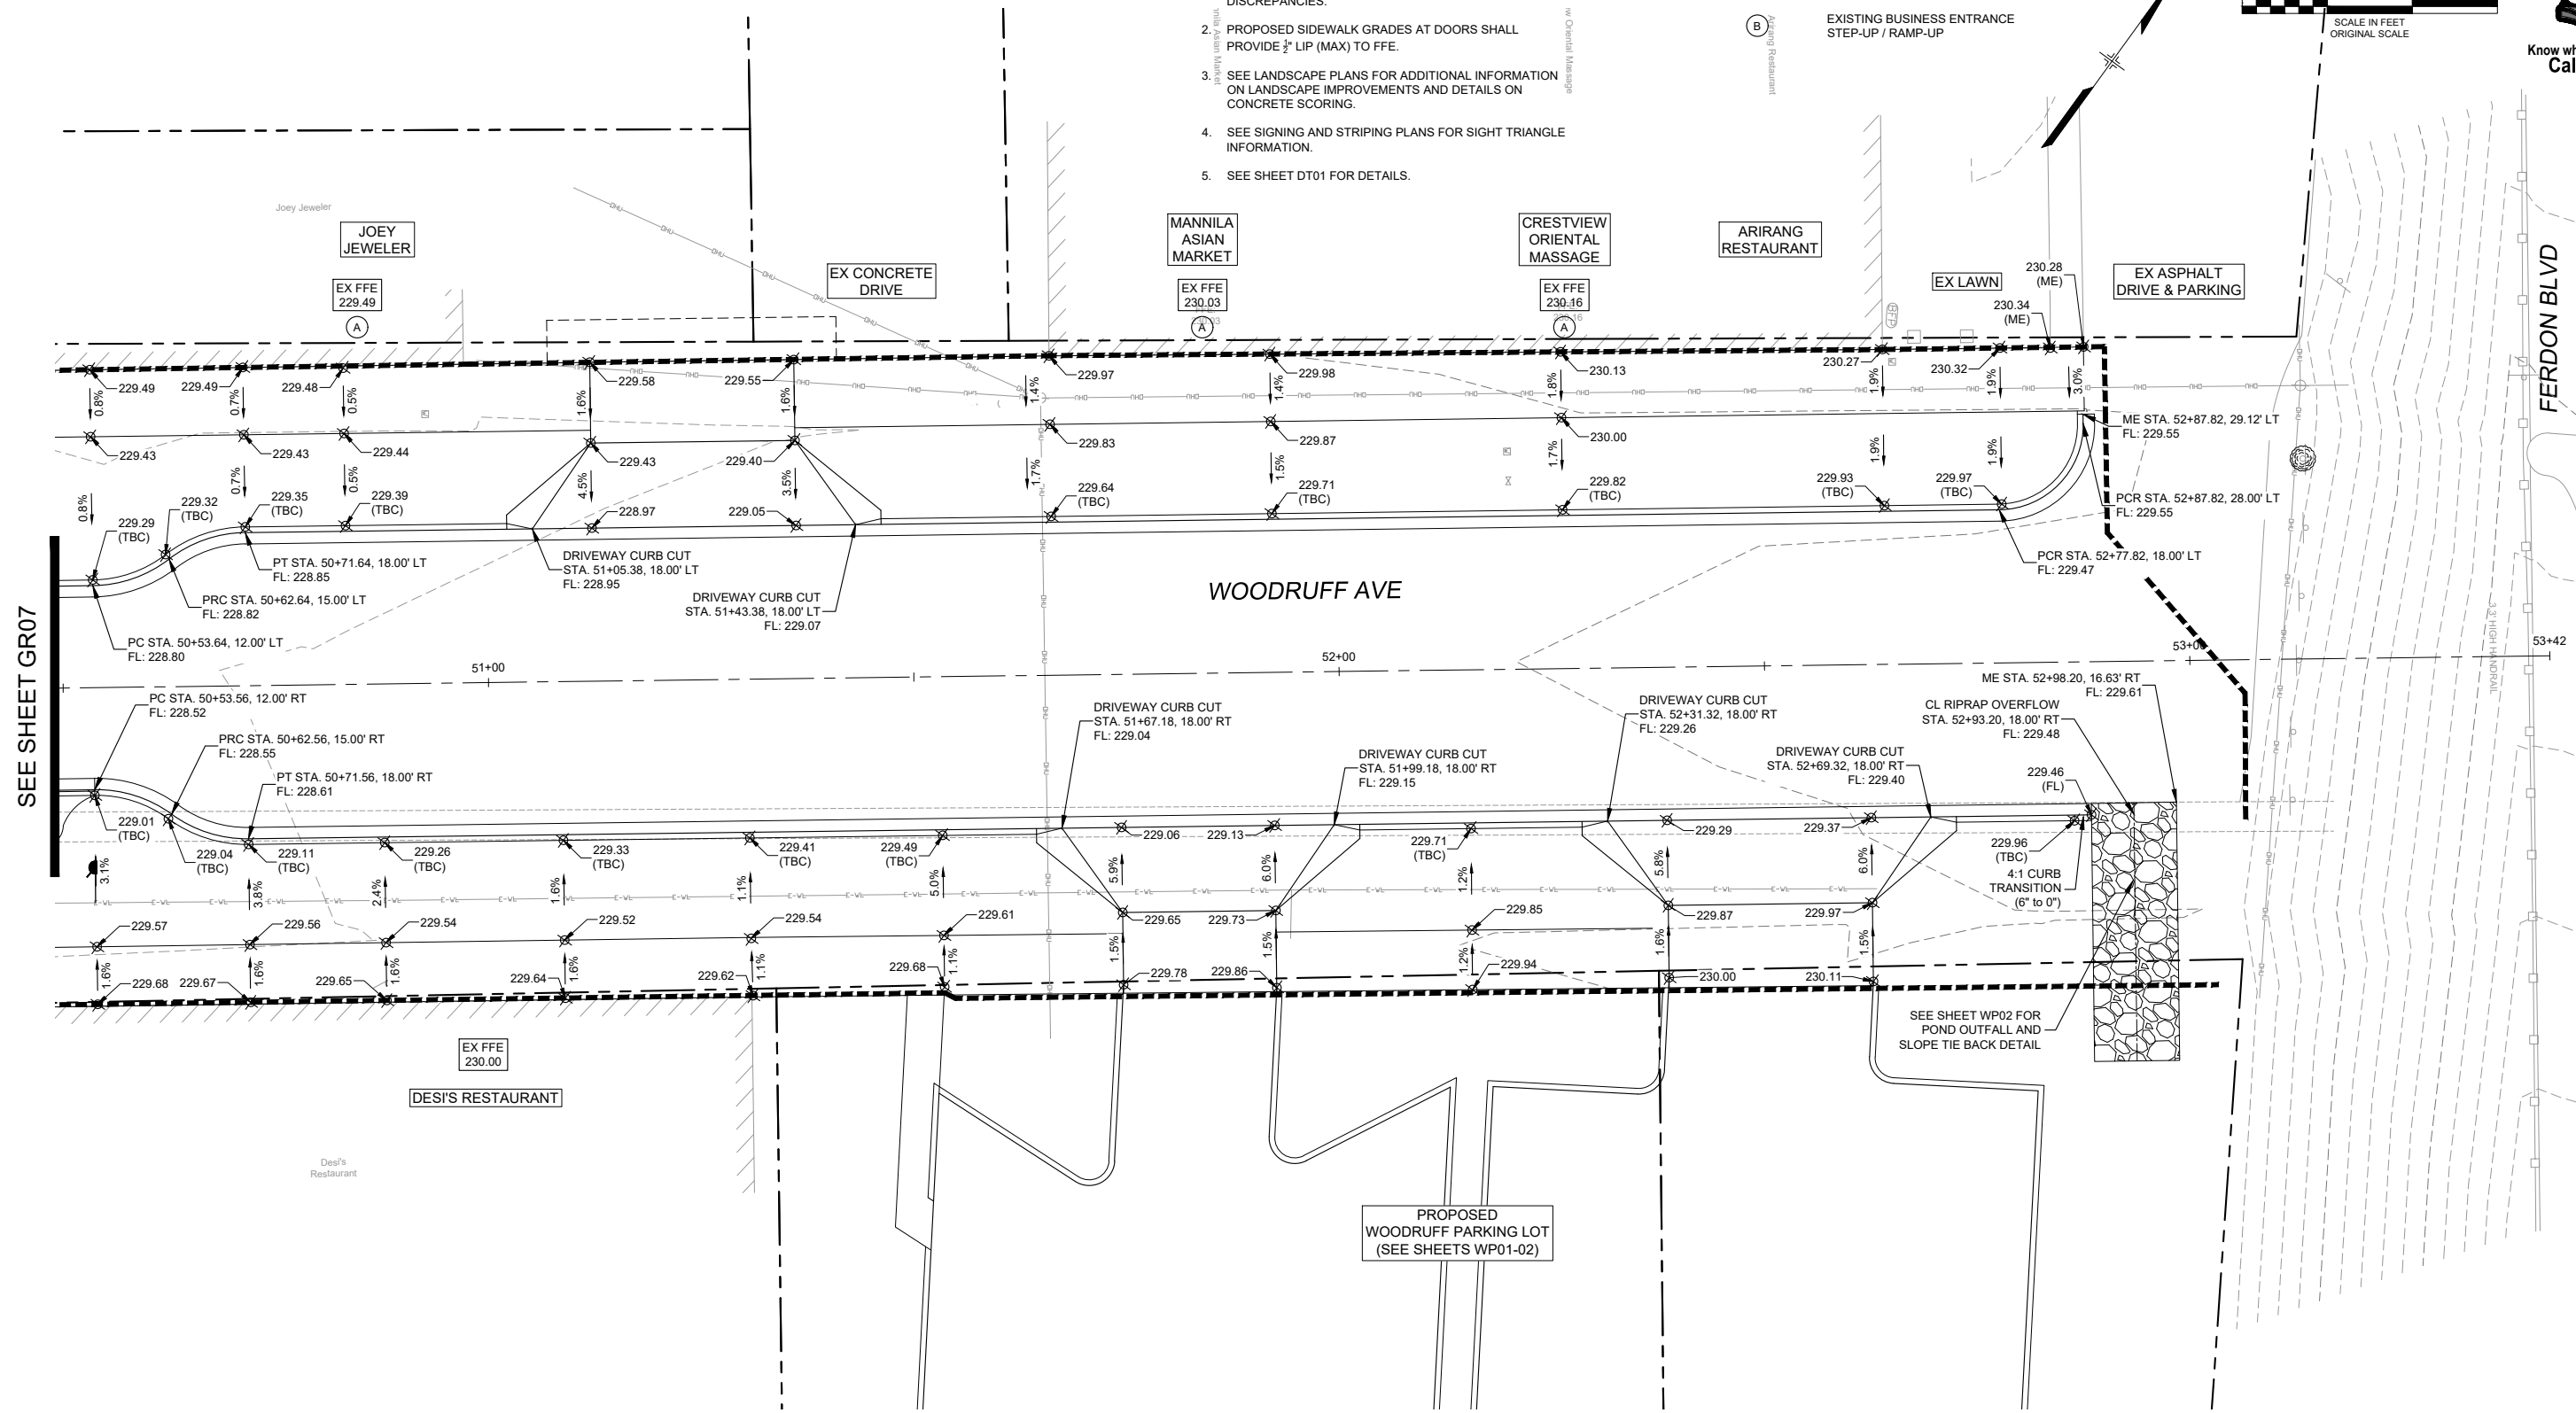 DISCREPANCIES.
2. PROPOSED SIDEWALK GRADES AT DOORS SHALL
PROVIDE ½" LIP (MAX) TO FFE.
3. SEE LANDSCAPE PLANS FOR ADDITIONAL INFORMATION
ON LANDSCAPE IMPROVEMENTS AND DETAILS ON
CONCRETE SCORING.
4. SEE SIGNING AND STRIPING PLANS FOR SIGHT TRIANGLE
INFORMATION.
5. SEE SHEET DT01 FOR DETAILS.
B
EXISTING BUSINESS ENTRANCE
STEP-UP / RAMP-UP
SCALE IN FEET
ORIGINAL SCALE
Know wh
Cal
nila Asian Market
w Oriental Massage
Arirang Restaurant
Joey Jeweler
JOEY
JEWELER
EX FFE
229.49
A
EX CONCRETE
DRIVE
MANNILA
ASIAN
MARKET
EX FFE
230.03
A
CRESTVIEW
ORIENTAL
MASSAGE
EX FFE
230.16
A
ARIRANG
RESTAURANT
EX LAWN
230.28
(ME)
230.34
(ME)
EX ASPHALT
DRIVE & PARKING
FERDON BLVD
229.49
229.49
229.48
229.58
229.55
229.97
229.98
230.13
230.27
230.32
0.8%
0.7%
0.5%
1.6%
1.6%
1.4%
1.4%
1.8%
1.9%
1.9%
3.0%
229.43
229.43
229.44
229.43
229.40
229.83
229.87
230.00
ME STA. 52+87.82, 29.12' LT
FL: 229.55
0.8%
0.7%
0.5%
4.5%
3.5%
1.7%
1.5%
1.7%
1.9%
1.9%
229.29
(TBC)
229.32
(TBC)
229.35
(TBC)
229.39
(TBC)
228.97
229.05
229.64
(TBC)
229.71
(TBC)
229.82
(TBC)
229.93
(TBC)
229.97
(TBC)
PCR STA. 52+87.82, 28.00' LT
FL: 229.55
PT STA. 50+71.64, 18.00' LT
FL: 228.85
DRIVEWAY CURB CUT
STA. 51+05.38, 18.00' LT
FL: 228.95
PCR STA. 52+77.82, 18.00' LT
FL: 229.47
PRC STA. 50+62.64, 15.00' LT
FL: 228.82
DRIVEWAY CURB CUT
STA. 51+43.38, 18.00' LT
FL: 229.07
PC STA. 50+53.64, 12.00' LT
FL: 228.80
WOODRUFF AVE
SEE SHEET GR07
51+00
52+00
53+00
53+42
3.3' HIGH HANDRAIL
PC STA. 50+53.56, 12.00' RT
FL: 228.52
PRC STA. 50+62.56, 15.00' RT
FL: 228.55
PT STA. 50+71.56, 18.00' RT
FL: 228.61
DRIVEWAY CURB CUT
STA. 51+67.18, 18.00' RT
FL: 229.04
DRIVEWAY CURB CUT
STA. 51+99.18, 18.00' RT
FL: 229.15
DRIVEWAY CURB CUT
STA. 52+31.32, 18.00' RT
FL: 229.26
DRIVEWAY CURB CUT
STA. 52+69.32, 18.00' RT
FL: 229.40
ME STA. 52+98.20, 16.63' RT
FL: 229.61
CL RIPRAP OVERFLOW
STA. 52+93.20, 18.00' RT
FL: 229.48
229.46
(FL)
229.01
(TBC)
229.04
(TBC)
229.11
(TBC)
229.26
(TBC)
229.33
(TBC)
229.41
(TBC)
229.49
(TBC)
229.06
229.13
229.71
(TBC)
229.29
229.37
229.96
(TBC)
4:1 CURB
TRANSITION
(6" to 0")
3.1%
3.8%
2.4%
1.6%
1.1%
5.0%
5.9%
6.0%
1.2%
5.8%
6.0%
229.57
229.56
229.54
229.52
229.54
229.61
229.65
229.73
229.85
229.87
229.97
1.6%
1.6%
1.6%
1.6%
1.1%
1.1%
1.5%
1.5%
1.2%
1.6%
1.5%
229.68
229.67
229.65
229.64
229.62
229.68
229.78
229.86
229.94
230.00
230.11
EX FFE
230.00
DESI'S RESTAURANT
Desi's
Restaurant
SEE SHEET WP02 FOR
POND OUTFALL AND
SLOPE TIE BACK DETAIL
PROPOSED
WOODRUFF PARKING LOT
(SEE SHEETS WP01-02)